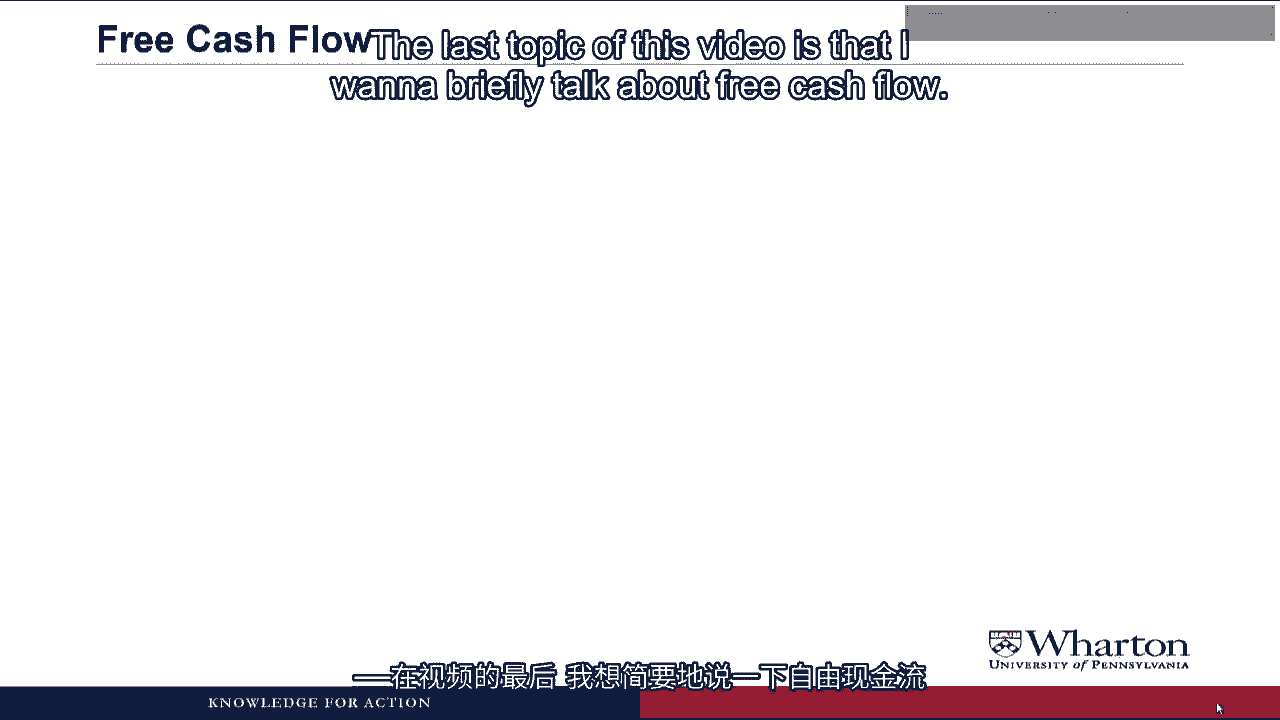 Free Cash Flow
The last topic of this video is that I
wanna briefly talk about free cash flow.
Wharton
UNIVERSITY of PENNSYLVANIA
——在视频的最后 我想简要地说一下自由现金流
KNOWLEDGE FOR ACTION